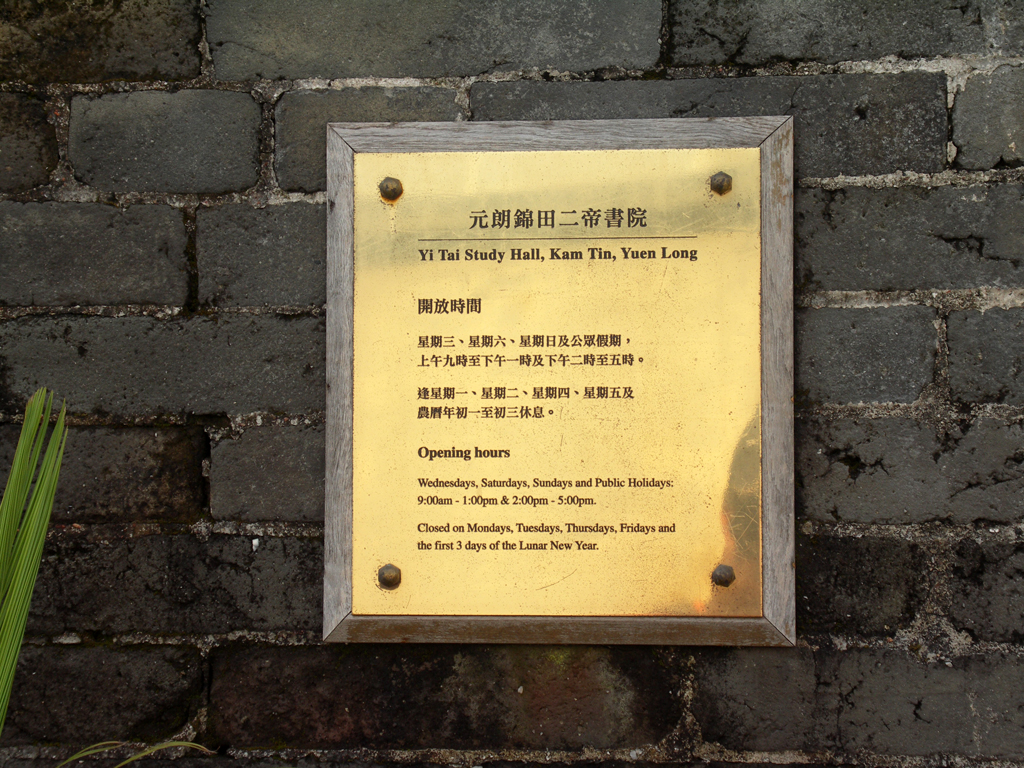 元朗錦田二帝書院
Yi Tai Study Hall, Kam Tin, Yuen Long
開放時間
星期三、星期六、星期日及公眾假期，
上午九時至下午一時及下午二時至五時。
逢星期一、星期二、星期四、星期五及
農曆年初一至初三休息。
Opening hours
Wednesdays, Saturdays, Sundays and Public Holidays:
9:00am - 1:00pm & 2:00pm - 5:00pm.
Closed on Mondays, Tuesdays, Thursdays, Fridays and
the first 3 days of the Lunar New Year.